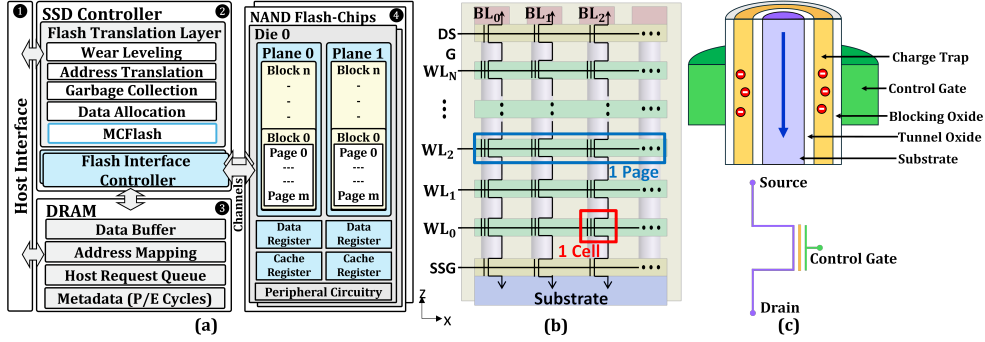 ❶
Host Interface
SSD Controller ❷
Flash Translation Layer
Wear Leveling
Address Translation
Garbage Collection
Data Allocation
MCFlash
Flash Interface
Controller
DRAM ❸
Data Buffer
Address Mapping
Host Request Queue
Metadata (P/E Cycles)
Channels
NAND Flash-Chips ❹
Die 0
Plane 0 Plane 1
Block n Block n
- -
- -
- -
Block 0 Block 0
Page 0 Page 0
---- ----
---- ----
Page m Page m
Data Data
Register Register
Cache Cache
Register Register
Peripheral Circuitry
Z
X
(a)
BL0 BL1 BL2
DS
G
WLN
WL2
1 Page
WL1
WL0
1 Cell
SSG
Substrate
(b)
Charge Trap
Control Gate
Blocking Oxide
Tunnel Oxide
Substrate
Source
Control Gate
Drain
(c)